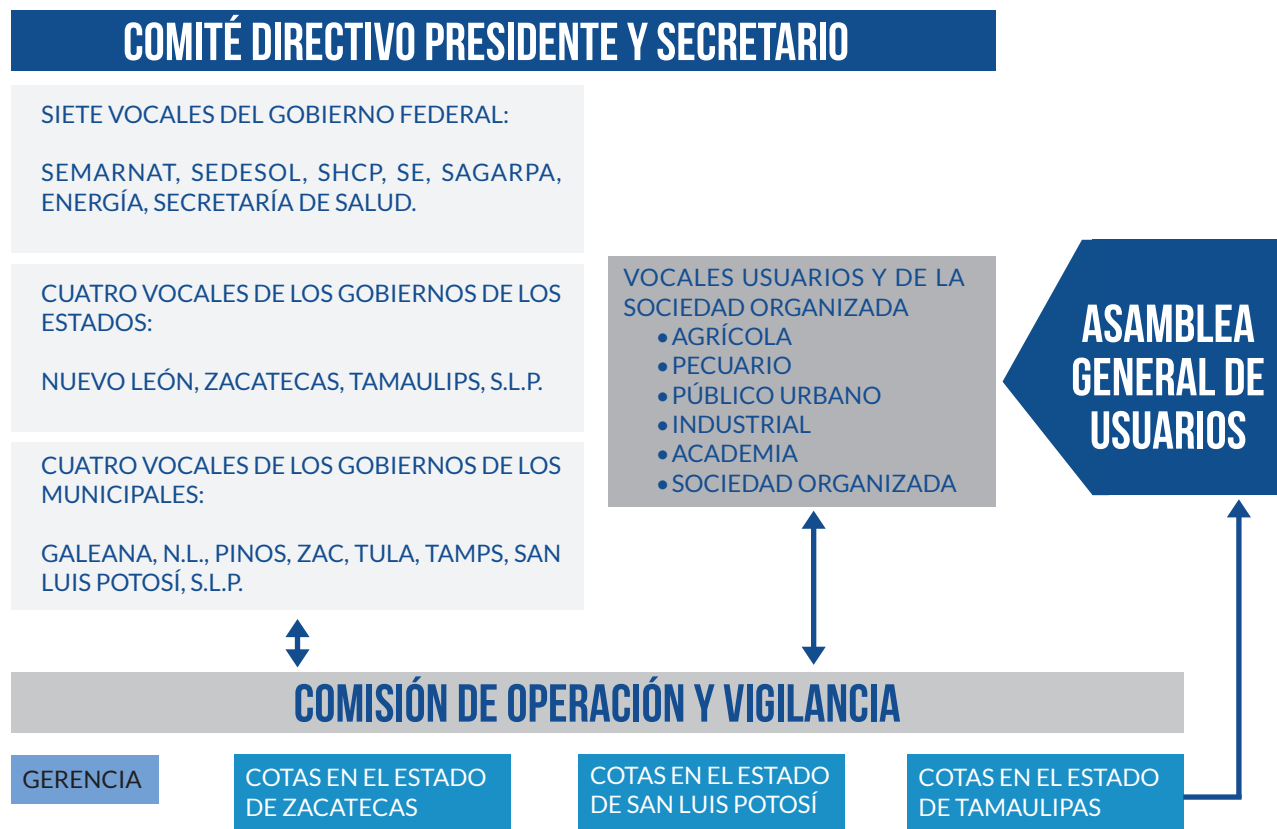 COMITÉ DIRECTIVO PRESIDENTE Y SECRETARIO
SIETE VOCALES DEL GOBIERNO FEDERAL:
SEMARNAT, SEDESOL, SHCP, SE, SAGARPA,
ENERGÍA, SECRETARÍA DE SALUD.
CUATRO VOCALES DE LOS GOBIERNOS DE LOS
ESTADOS:
NUEVO LEÓN, ZACATECAS, TAMAULIPS, S.L.P.
CUATRO VOCALES DE LOS GOBIERNOS DE LOS
MUNICIPALES:
GALEANA, N.L., PINOS, ZAC, TULA, TAMPS, SAN
LUIS POTOSÍ, S.L.P.
VOCALES USUARIOS Y DE LA
SOCIEDAD ORGANIZADA
• AGRÍCOLA
• PECUARIO
• PÚBLICO URBANO
• INDUSTRIAL
• ACADEMIA
• SOCIEDAD ORGANIZADA
ASAMBLEA
GENERAL DE
USUARIOS
COMISIÓN DE OPERACIÓN Y VIGILANCIA
GERENCIA
COTAS EN EL ESTADO
DE ZACATECAS
COTAS EN EL ESTADO
DE SAN LUIS POTOSÍ
COTAS EN EL ESTADO
DE TAMAULIPAS